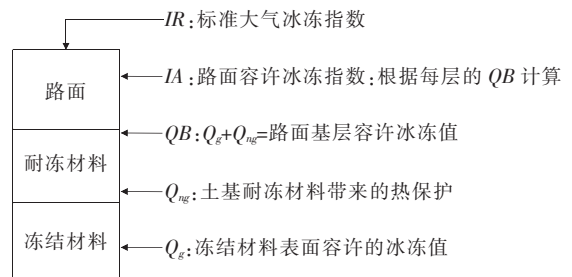 IR:标准大气冰冻指数
路面
IA:路面容许冰冻指数:根据每层的 QB 计算
QB:Qg+Qng=路面基层容许冰冻值
耐冻材料
Qng:土基耐冻材料带来的热保护
冻结材料
Qg:冻结材料表面容许的冰冻值